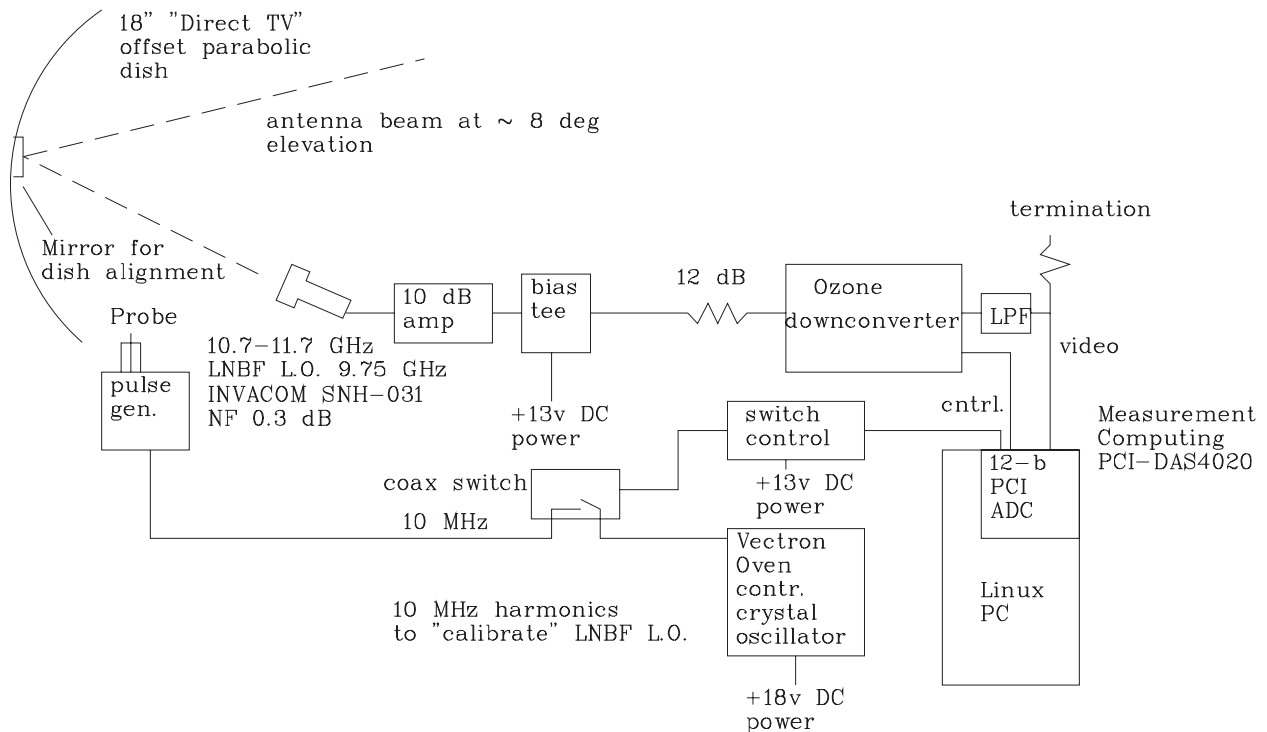 18" "Direct TV"
offset parabolic
dish
antenna beam at ~ 8 deg
elevation
Mirror for
dish alignment
termination
12 dB
10 dB
amp
bias
tee
Ozone
downconverter
LPF
video
Probe
pulse
gen.
10.7-11.7 GHz
LNBF L.O. 9.75 GHz
INVACOM SNH-031
NF 0.3 dB
+13v DC
power
switch
control
cntrl.
Measurement
Computing
PCI-DAS4020
12-b
PCI
ADC
coax switch
10 MHz
+13v DC
power
Vectron
Oven
contr.
crystal
oscillator
Linux
PC
10 MHz harmonics
to "calibrate" LNBF L.O.
+18v DC
power